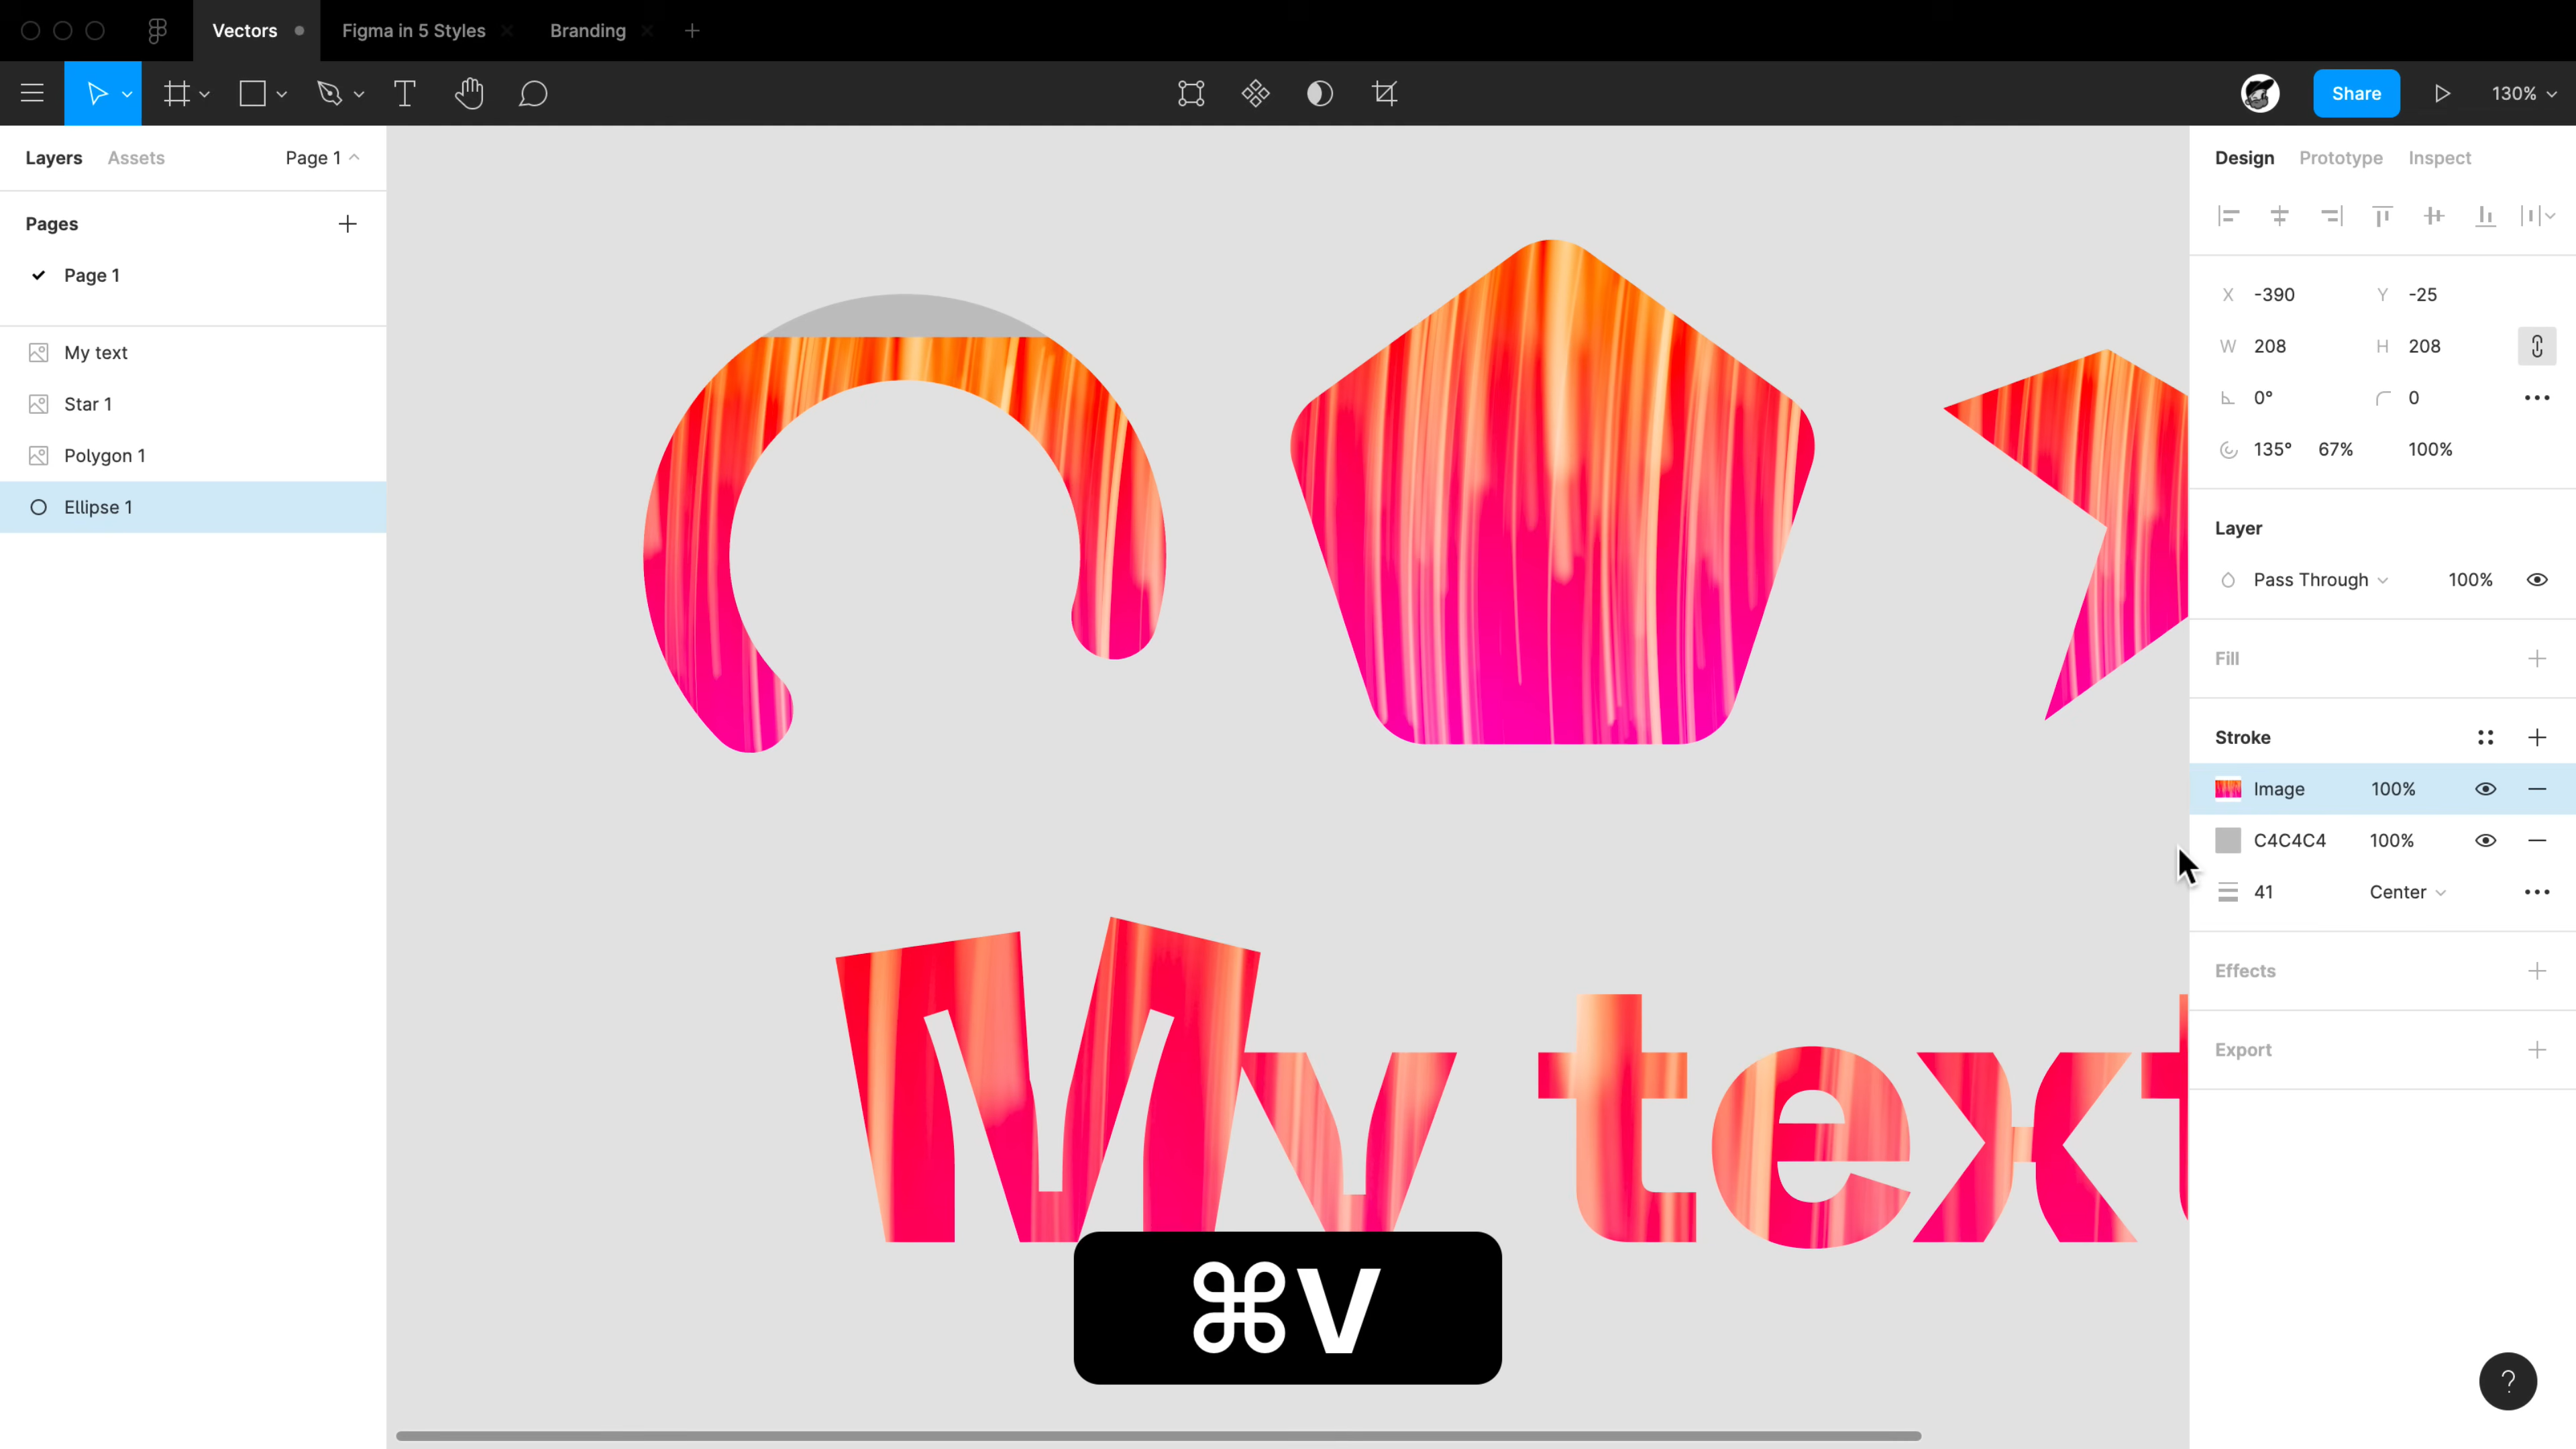 Vectors Figma in 5 Styles Branding
Share 130%
Layers Assets Page 1
Pages
Page 1
My text
Star 1
Polygon 1
Ellipse 1
My text
⌘V
Design Prototype Inspect
X -390 Y -25
W 208 H 208
0° 0
135° 67% 100%
Layer
Pass Through 100%
Fill
Stroke
Image 100%
C4C4C4 100%
41 Center
Effects
Export
?